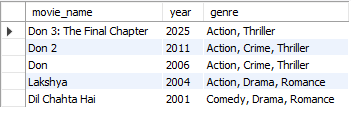 movie_name year genre
Don 3: The Final Chapter 2025 Action, Thriller
Don 2 2011 Action, Crime, Thriller
Don 2006 Action, Crime, Thriller
Lakshya 2004 Action, Drama, Romance
Dil Chahta Hai 2001 Comedy, Drama, Romance